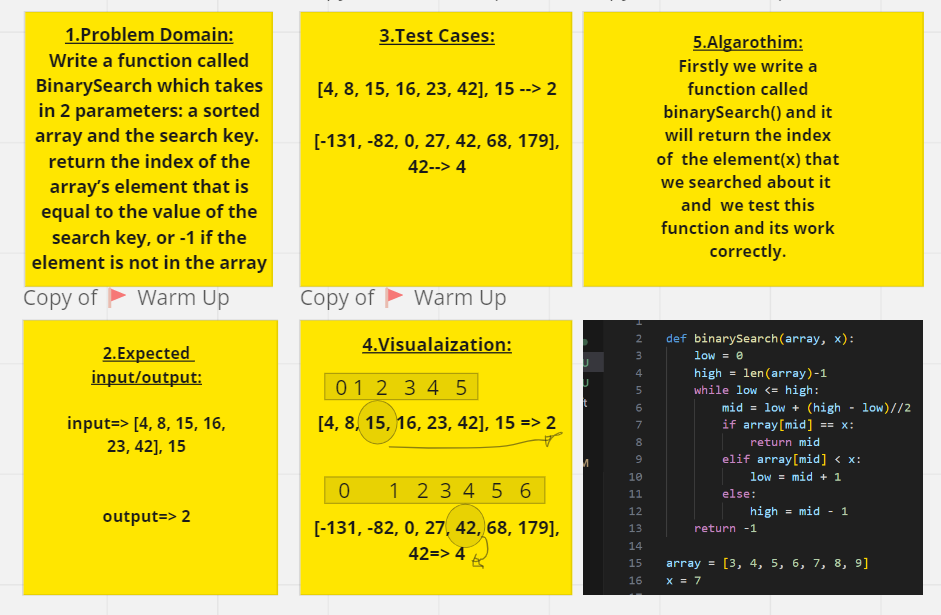 1.Problem Domain:
Write a function called
BinarySearch which takes
in 2 parameters: a sorted
array and the search key.
return the index of the
array’s element that is
equal to the value of the
search key, or -1 if the
element is not in the array
3.Test Cases:
[4, 8, 15, 16, 23, 42], 15 --> 2
[-131, -82, 0, 27, 42, 68, 179],
42--> 4
5.Algarothim:
Firstly we write a
function called
binarySearch() and it
will return the index
of the element(x) that
we searched about it
and we test this
function and its work
correctly.
Copy of Warm Up
Copy of Warm Up
2.Expected
input/output:
input=> [4, 8, 15, 16,
23, 42], 15
output=> 2
4.Visualaization:
0 1 2 3 4 5
[4, 8, 15, 16, 23, 42], 15 => 2
0 1 2 3 4 5 6
[-131, -82, 0, 27, 42, 68, 179],
42=> 4
2 def binarySearch(array, x):
3 low = 0
4 high = len(array)-1
5 while low <= high:
6 mid = low + (high - low)//2
7 if array[mid] == x:
8 return mid
9 elif array[mid] < x:
10 low = mid + 1
11 else:
12 high = mid - 1
13 return -1
14
15 array = [3, 4, 5, 6, 7, 8, 9]
16 x = 7